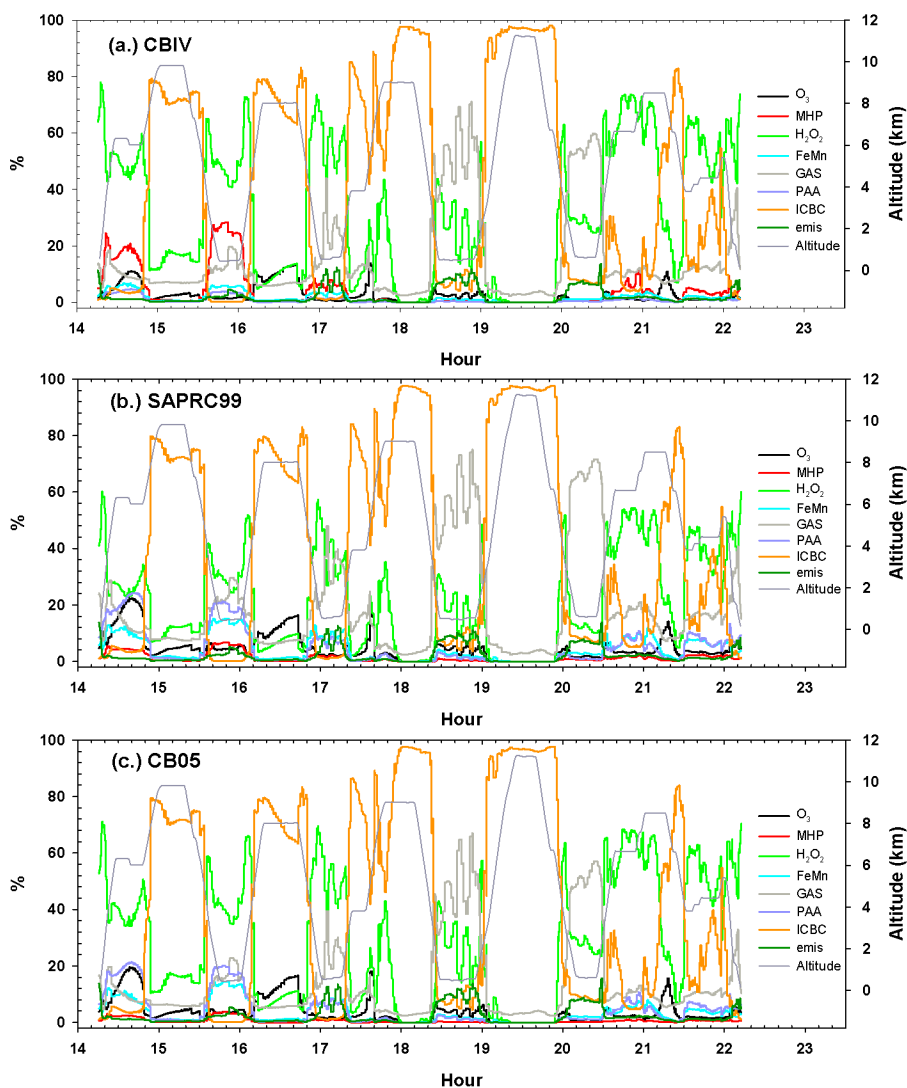 (a.) CBIV
%
100
80
60
40
20
0
12
10
8
6
4
2
0
Altitude (km)
O₃
MHP
H₂O₂
FeMn
GAS
PAA
ICBC
emis
Altitude
14 15 16 17 18 19 20 21 22 23
Hour
(b.) SAPRC99
%
100
80
60
40
20
0
12
10
8
6
4
2
0
Altitude (km)
O₃
MHP
H₂O₂
FeMn
GAS
PAA
ICBC
emis
Altitude
14 15 16 17 18 19 20 21 22 23
Hour
(c.) CB05
%
100
80
60
40
20
0
12
10
8
6
4
2
0
Altitude (km)
O₃
MHP
H₂O₂
FeMn
GAS
PAA
ICBC
emis
Altitude
14 15 16 17 18 19 20 21 22 23
Hour